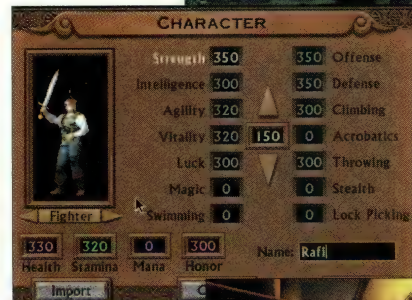 CHARACTER
Strength 350 350 Offense
Intelligence 300 350 Defense
Agility 320 300 Climbing
Vitality 320 150 0 Acrobatics
Luck 300 300 Throwing
Magic 0 0 Stealth
Swimming 0 0 Lock Picking
Fighter
330 320 0 300
Health Stamina Mana Honor
Name: Rafi
Import
C